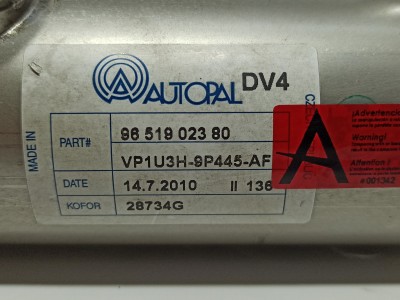 AUTOPAL
DV4
MADE IN
PART# 96 519 023 80
VP1U3H-9P445-AF
DATE 14.7.2010 II 136
KOFOR 28734G
A
¡Advertencia
Warning!
Attention !
#001342